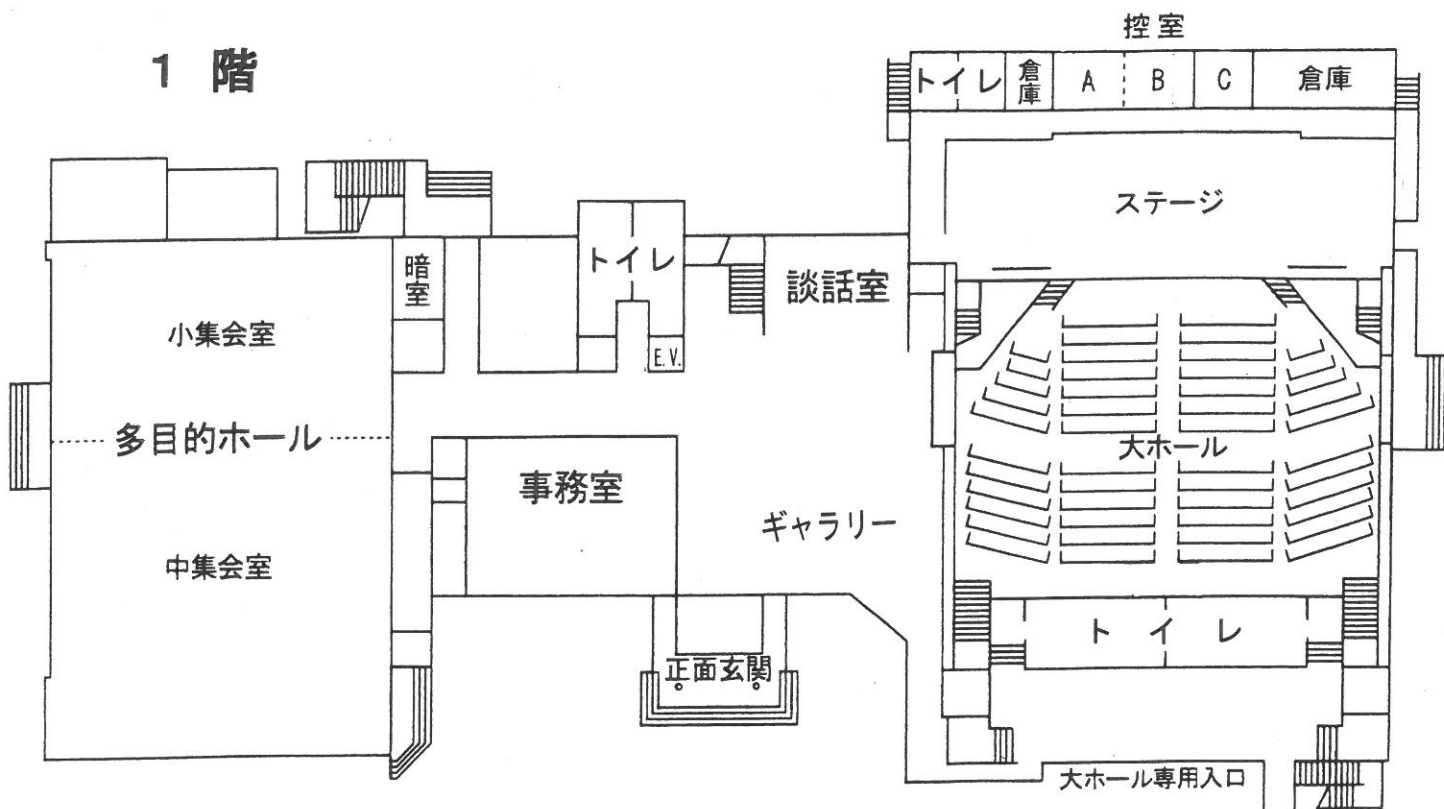 控室
1 階
トイレ
倉庫
A
B
C
倉庫
ステージ
トイレ
暗室
談話室
小集会室
E.V.
多目的ホール
大ホール
事務室
ギャラリー
中集会室
トイレ
正面玄関
大ホール専用入口